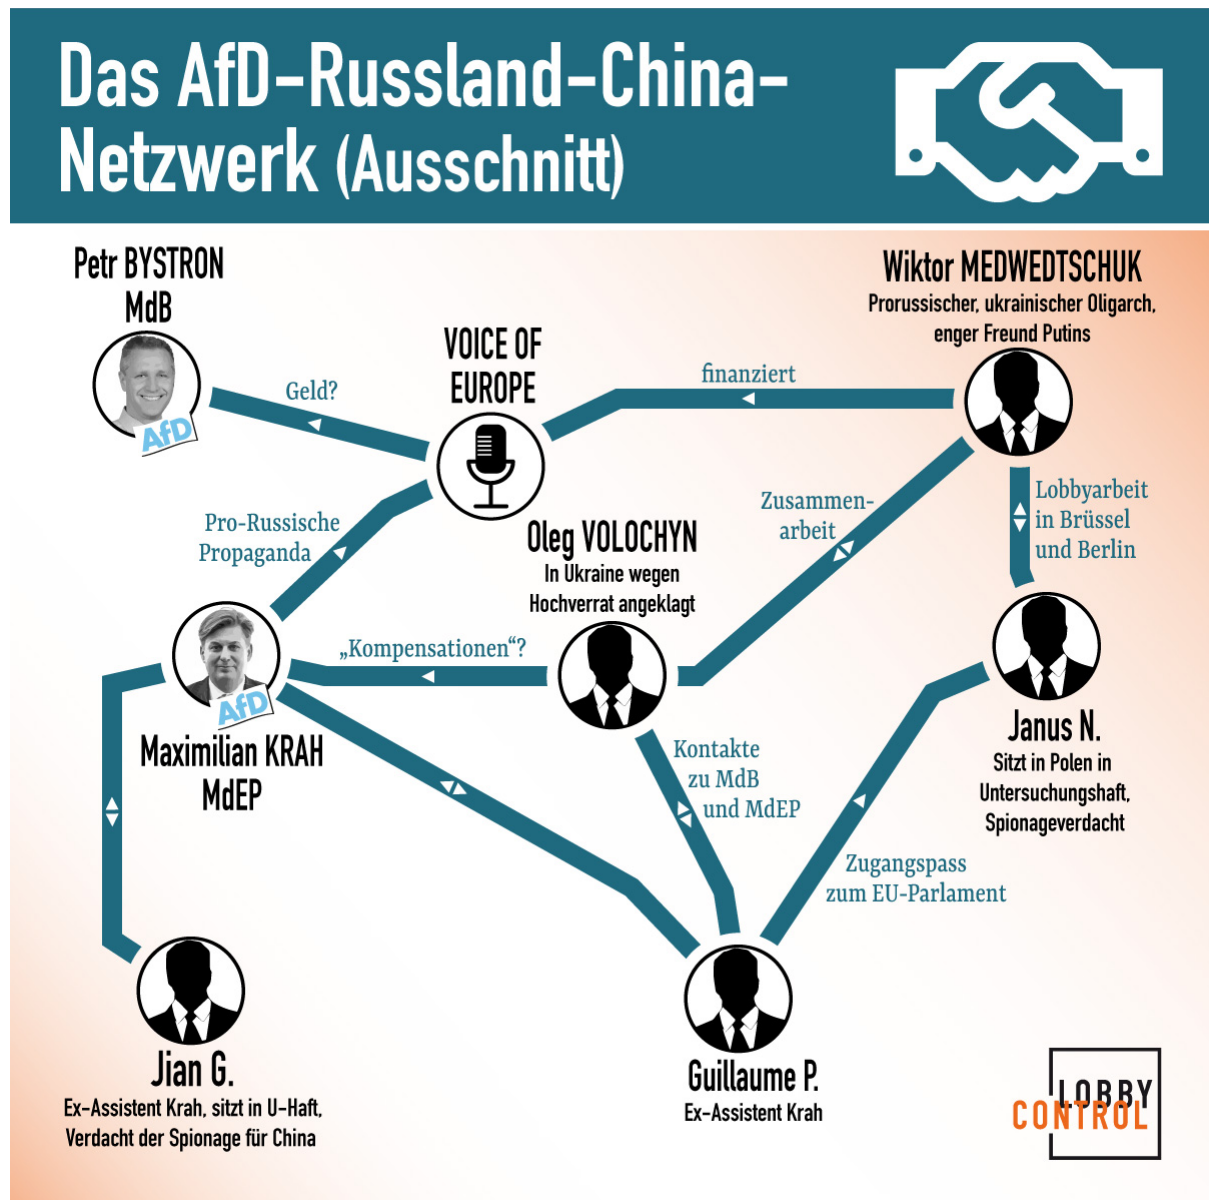 Das AfD-Russland-China-
Netzwerk (Ausschnitt)
Petr BYSTRON
MdB
AfD
Geld?
VOICE OF
EUROPE
finanziert
Wiktor MEDWEDTSCHUK
Prorussischer, ukrainischer Oligarch,
enger Freund Putins
Pro-Russische
Propaganda
Zusammen-
arbeit
Lobbyarbeit
in Brüssel
und Berlin
Oleg VOLOCHYN
In Ukraine wegen
Hochverrat angeklagt
„Kompensationen“?
AfD
Maximilian KRAH
MdEP
Janus N.
Sitzt in Polen in
Untersuchungshaft,
Spionageverdacht
Kontakte
zu MdB
und MdEP
Zugangspass
zum EU-Parlament
Jian G.
Ex-Assistent Krah, sitzt in U-Haft,
Verdacht der Spionage für China
Guillaume P.
Ex-Assistent Krah
LOBBY
CONTROL